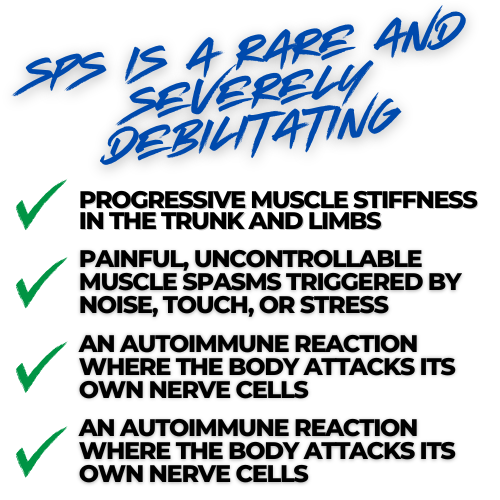 SPS IS A RARE AND
SEVERELY
DEBILITATING
PROGRESSIVE MUSCLE STIFFNESS
IN THE TRUNK AND LIMBS
PAINFUL, UNCONTROLLABLE
MUSCLE SPASMS TRIGGERED BY
NOISE, TOUCH, OR STRESS
AN AUTOIMMUNE REACTION
WHERE THE BODY ATTACKS ITS
OWN NERVE CELLS
AN AUTOIMMUNE REACTION
WHERE THE BODY ATTACKS ITS
OWN NERVE CELLS